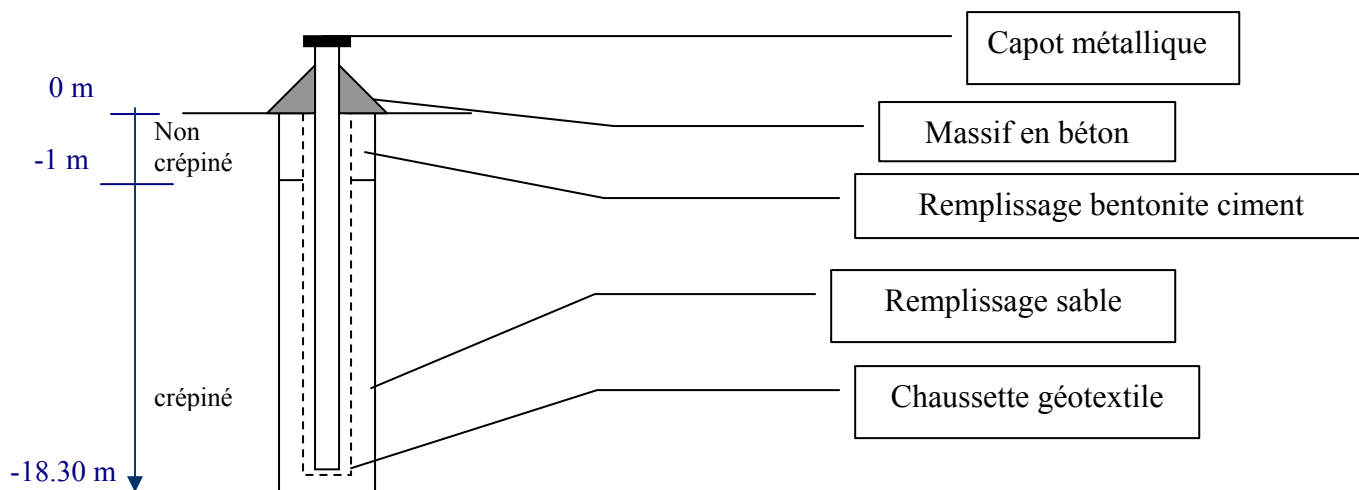 Capot métallique
0 m
Non
crépiné
Massif en béton
-1 m
Remplissage bentonite ciment
Remplissage sable
crépiné
Chaussette géotextile
-18.30 m